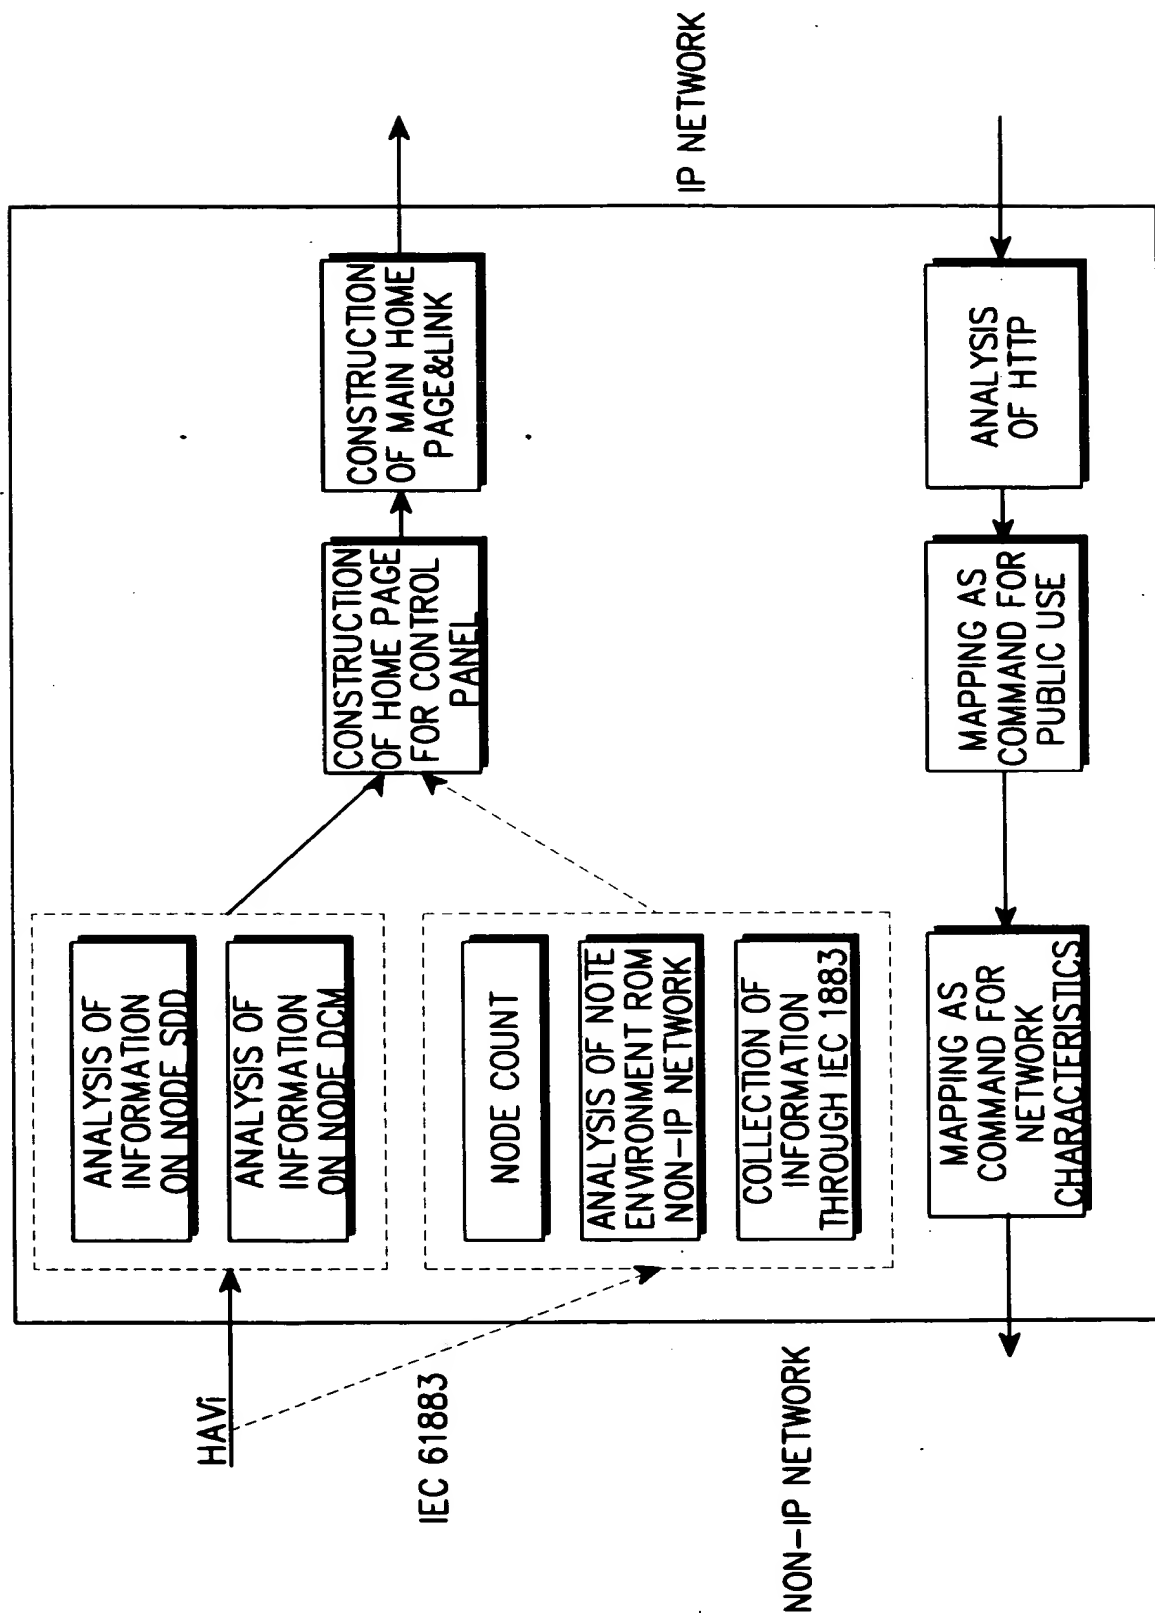 HAVi
IEC 61883
NON-IP NETWORK
ANALYSIS OF
INFORMATION
ON NODE SDD
ANALYSIS OF
INFORMATION
ON NODE DCM
NODE COUNT
ANALYSIS OF NOTE
ENVIRONMENT ROM
NON-IP NETWORK
COLLECTION OF
INFORMATION
THROUGH IEC 1883
CONSTRUCTION
OF HOME PAGE
FOR CONTROL
PANEL
CONSTRUCTION
OF MAIN HOME
PAGE&LINK
IP NETWORK
ANALYSIS
OF HTTP
MAPPING AS
COMMAND FOR
PUBLIC USE
MAPPING AS
COMMAND FOR
NETWORK
CHARACTERISTICS